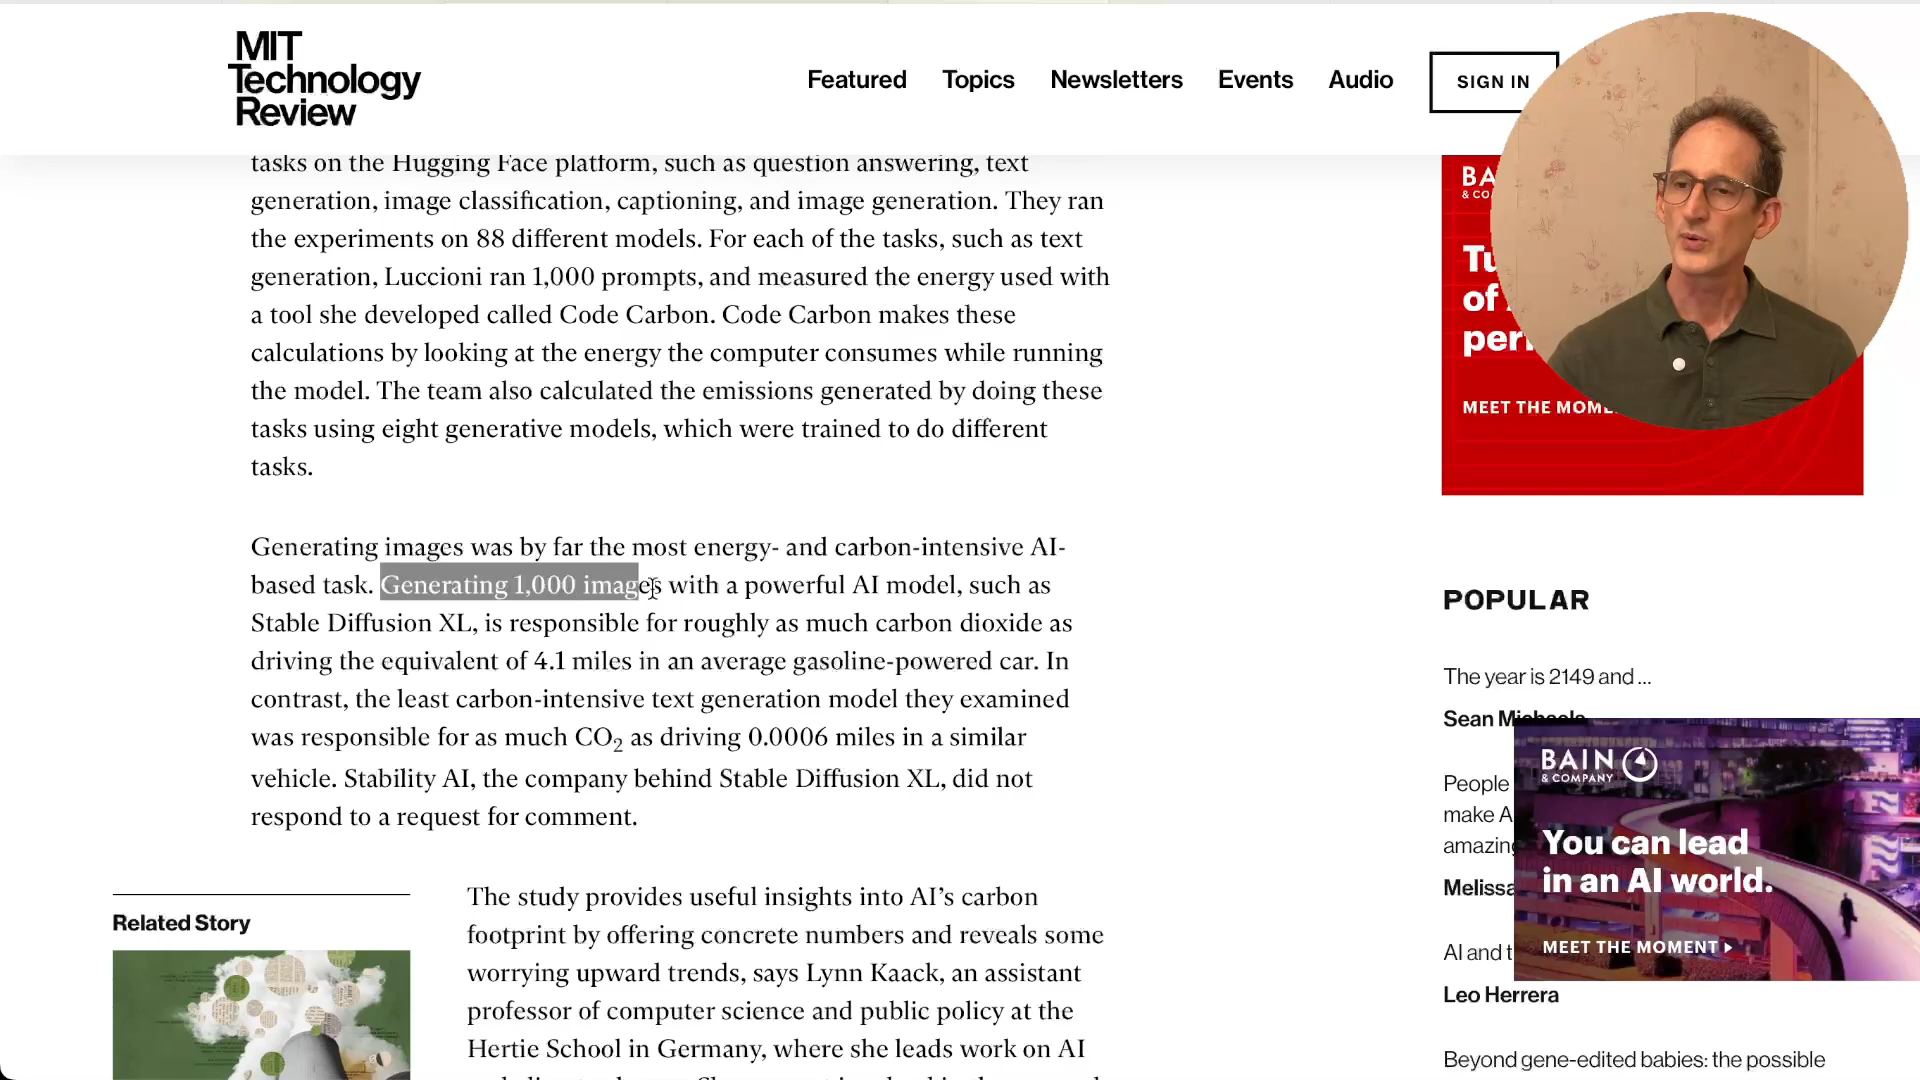 MIT
Technology
Review
Featured
Topics
Newsletters
Events
Audio
SIGN IN
tasks on the Hugging Face platform, such as question answering, text
generation, image classification, captioning, and image generation. They ran
the experiments on 88 different models. For each of the tasks, such as text
generation, Luccioni ran 1,000 prompts, and measured the energy used with
a tool she developed called Code Carbon. Code Carbon makes these
calculations by looking at the energy the computer consumes while running
the model. The team also calculated the emissions generated by doing these
tasks using eight generative models, which were trained to do different
tasks.
Generating images was by far the most energy- and carbon-intensive AI-
based task. Generating 1,000 images with a powerful AI model, such as
Stable Diffusion XL, is responsible for roughly as much carbon dioxide as
driving the equivalent of 4.1 miles in an average gasoline-powered car. In
contrast, the least carbon-intensive text generation model they examined
was responsible for as much CO2 as driving 0.0006 miles in a similar
vehicle. Stability AI, the company behind Stable Diffusion XL, did not
respond to a request for comment.
Related Story
The study provides useful insights into AI’s carbon
footprint by offering concrete numbers and reveals some
worrying upward trends, says Lynn Kaack, an assistant
professor of computer science and public policy at the
Hertie School in Germany, where she leads work on AI
of
MEET THE
POPULAR
The year is 2149 and ...
Sean Michaels
People
make A
amazing
Melissa
AI and t
Leo Herrera
Beyond gene-edited babies: the possible
BAIN
& COMPANY
You can lead
in an AI world.
MEET THE MOMENT